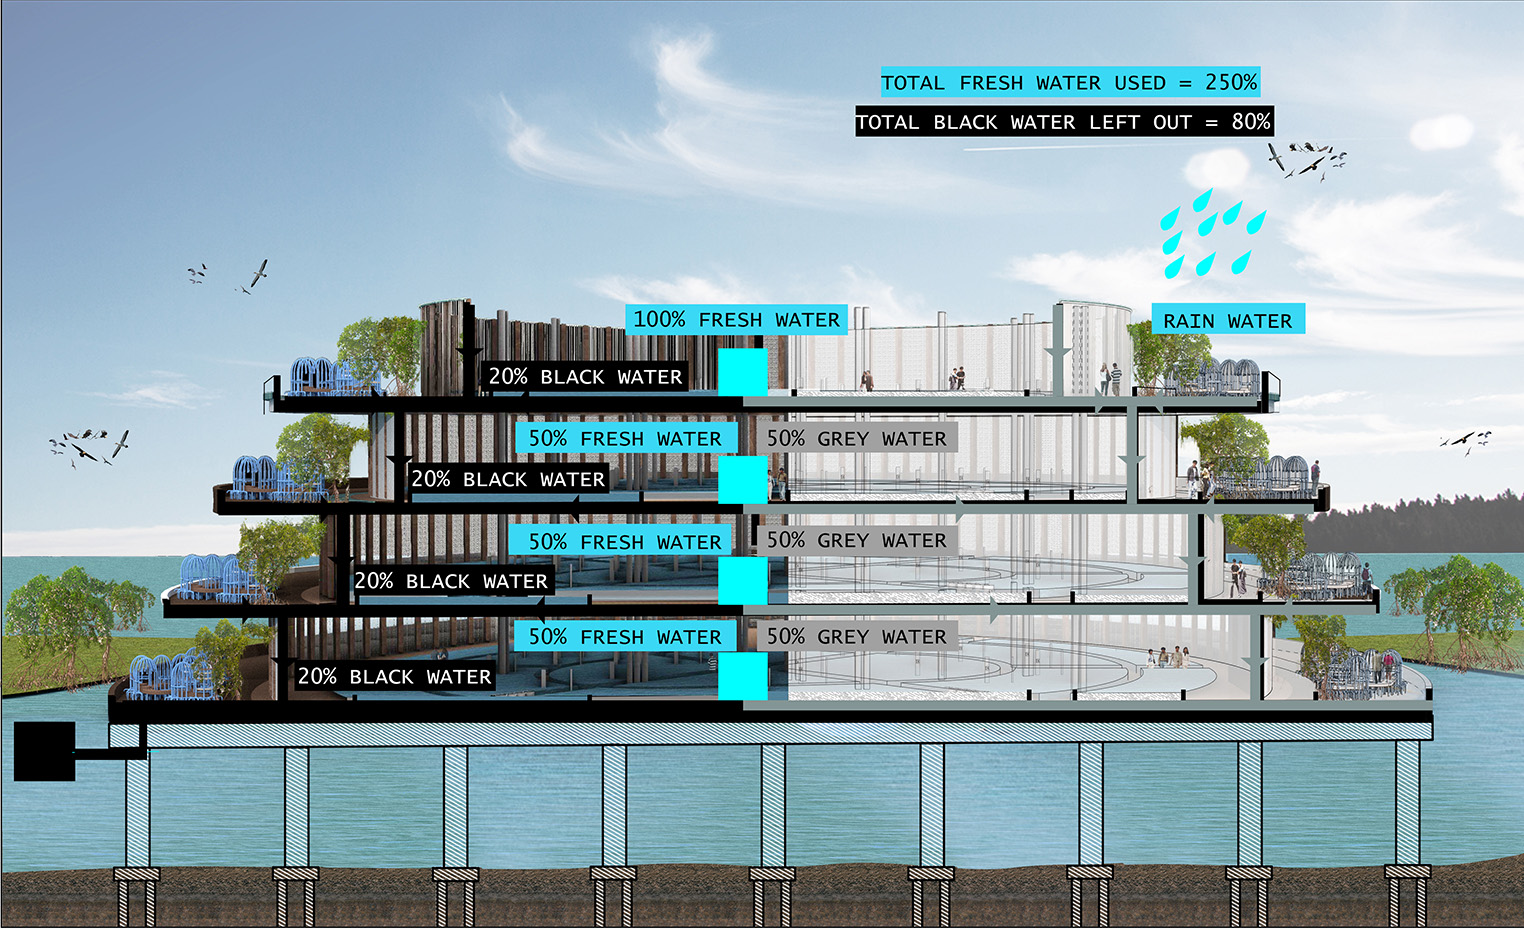 TOTAL FRESH WATER USED = 250%
TOTAL BLACK WATER LEFT OUT = 80%
100% FRESH WATER
RAIN WATER
20% BLACK WATER
50% FRESH WATER
50% GREY WATER
20% BLACK WATER
50% FRESH WATER
50% GREY WATER
20% BLACK WATER
50% FRESH WATER
50% GREY WATER
20% BLACK WATER